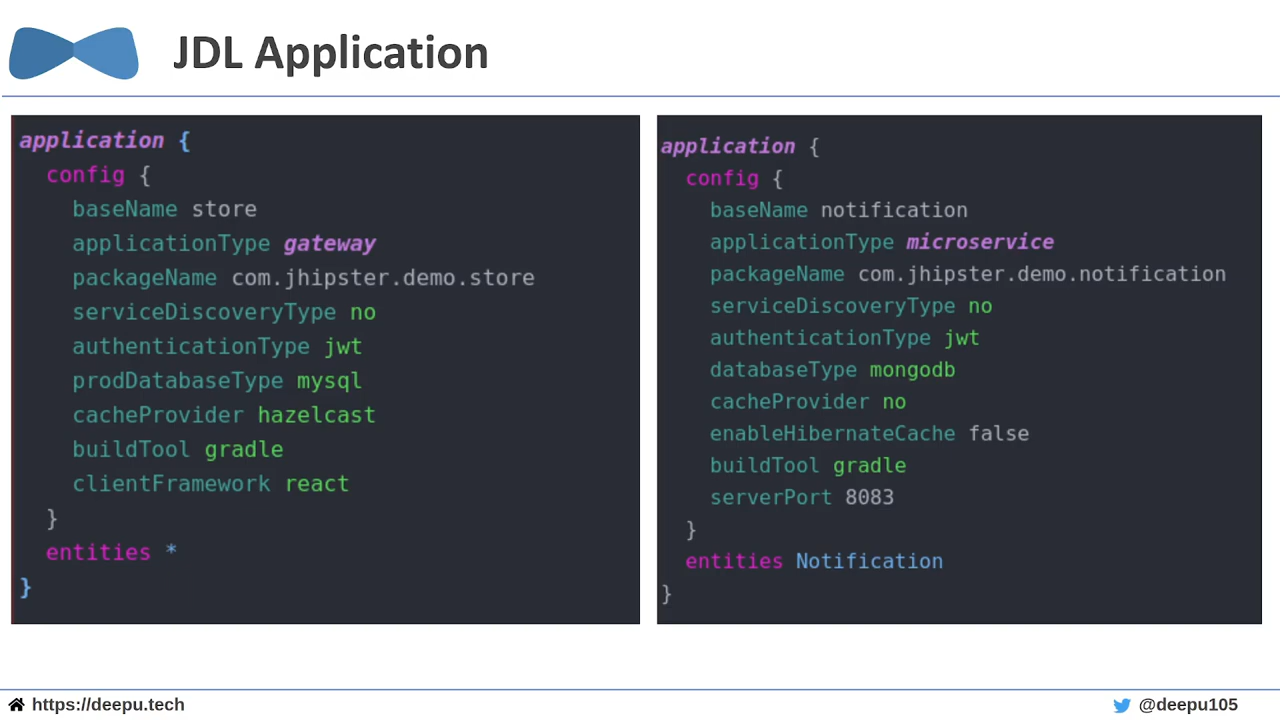 JDL Application
application {
config {
baseName store
applicationType gateway
packageName com.jhipster.demo.store
serviceDiscoveryType no
authenticationType jwt
prodDatabaseType mysql
cacheProvider hazelcast
buildTool gradle
clientFramework react
}
entities *
}
application {
config {
baseName notification
applicationType microservice
packageName com.jhipster.demo.notification
serviceDiscoveryType no
authenticationType jwt
databaseType mongodb
cacheProvider no
enableHibernateCache false
buildTool gradle
serverPort 8083
}
entities Notification
}
https://deepu.tech
@deepu105